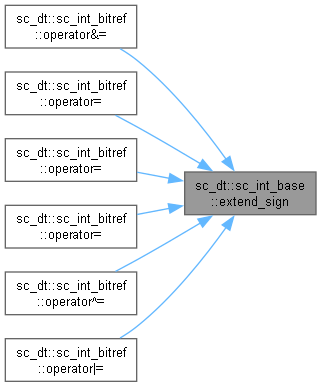 sc_dt::sc_int_bitref
::operator&=
sc_dt::sc_int_bitref
::operator=
sc_dt::sc_int_bitref
::operator=
sc_dt::sc_int_base
::extend_sign
sc_dt::sc_int_bitref
::operator=
sc_dt::sc_int_bitref
::operator^=
sc_dt::sc_int_bitref
::operator|=